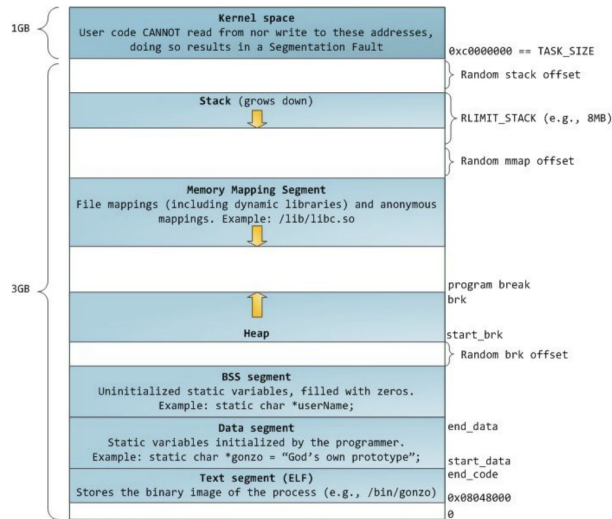 Kernel space
1GB
User code CANNOT read from nor write to these addresses,
doing so results in a Segmentation Fault
0xc0000000 == TASK_SIZE
Random stack offset
Stack (grows down)
RLIMIT_STACK (e.g., 8MB)
Random mmap offset
Memory Mapping Segment
File mappings (including dynamic libraries) and anonymous
mappings. Example: /lib/libc.so
3GB
program break
brk
Heap
start_brk
Random brk offset
BSS segment
Uninitialized static variables, filled with zeros.
Example: static char *userName;
Data segment
end_data
Static variables initialized by the programmer.
Example: static char *gonzo = “God’s own prototype”;
start_data
end_code
Text segment (ELF)
Stores the binary image of the process (e.g., /bin/gonzo)
0x08048000
0